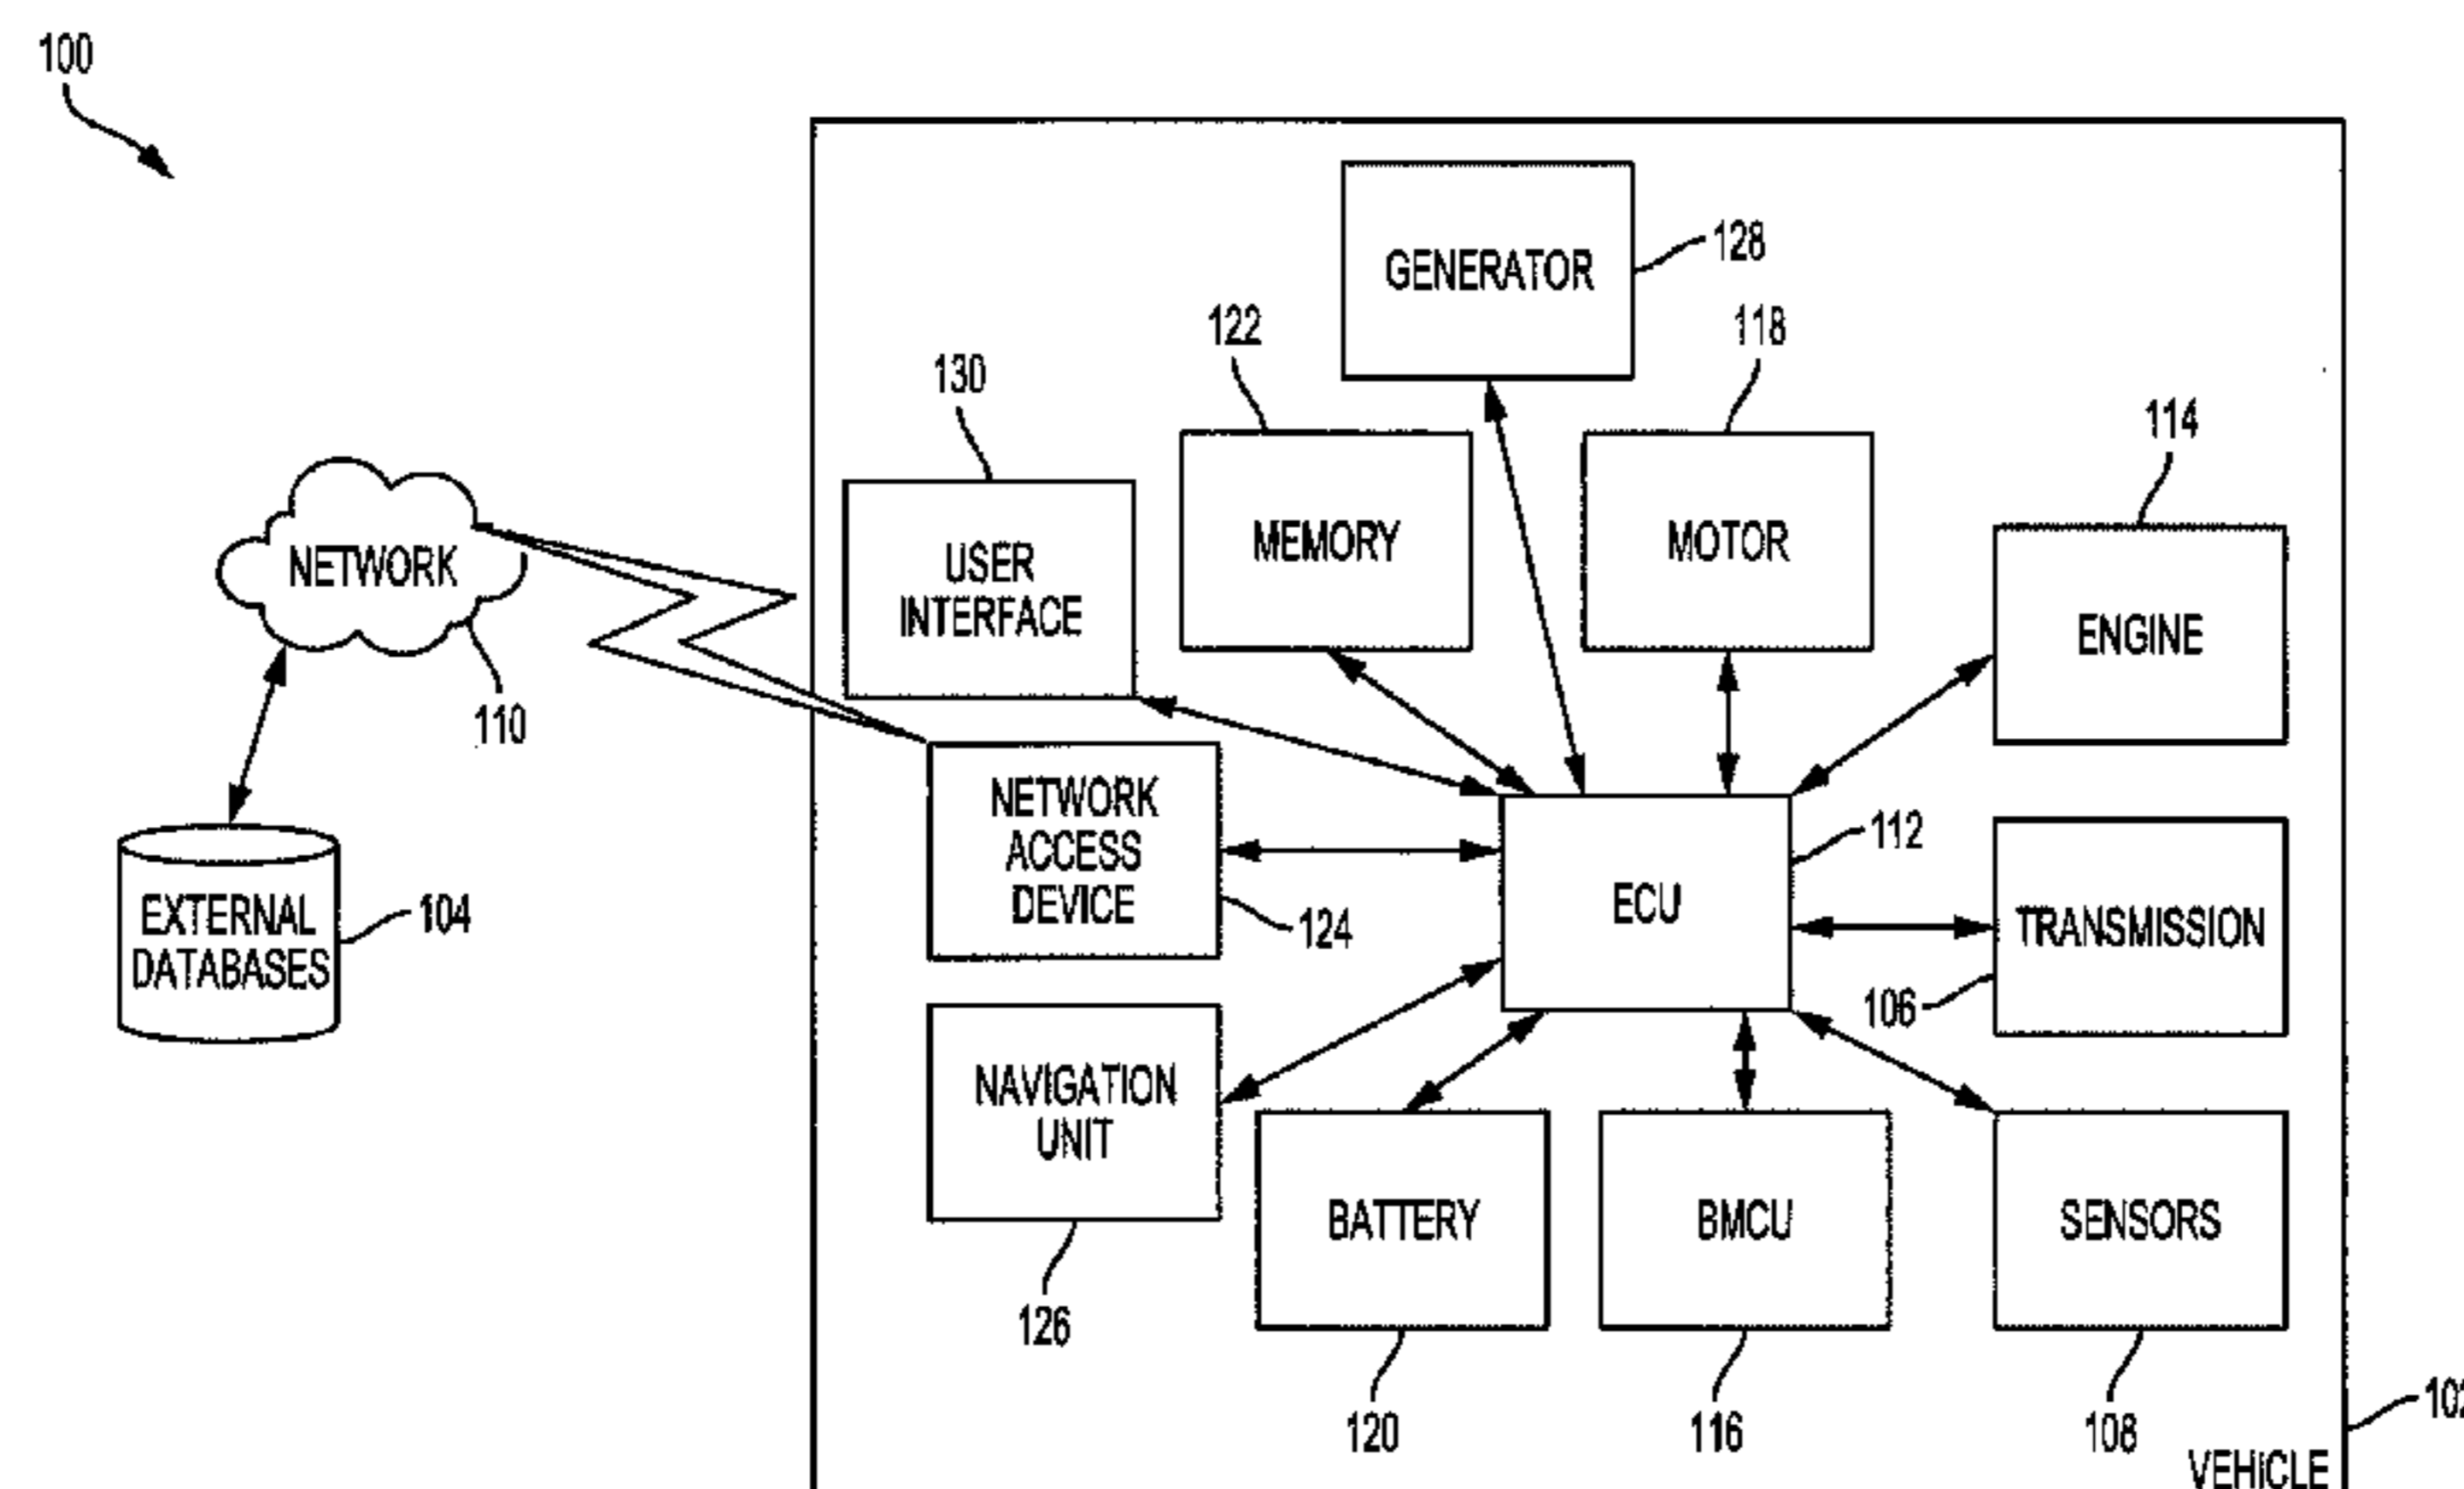 100
GENERATOR
128
122
118
130
114
MEMORY
MOTOR
USER
INTERFACE
ENGINE
NETWORK
110
NETWORK
ACCESS
DEVICE
124
112
ECU
TRANSMISSION
106
EXTERNAL
DATABASES
104
NAVIGATION
UNIT
126
BATTERY
BMCU
SENSORS
120
116
108
102
VEHICLE